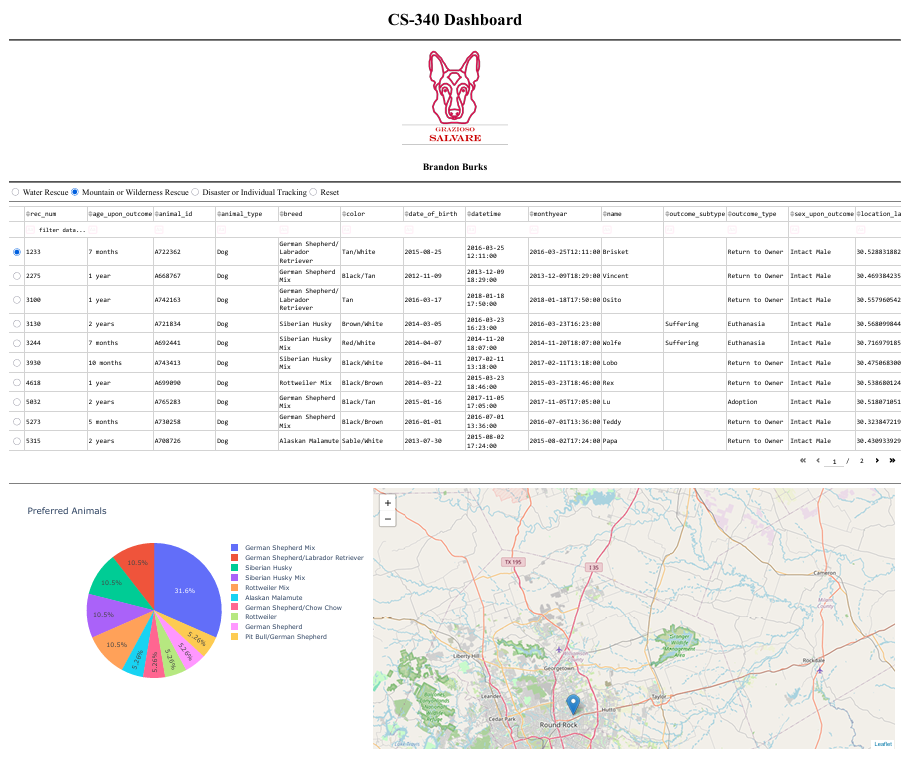 CS-340 Dashboard
GRAZIOSO
SALVARE
Brandon Burks
Water Rescue Mountain or Wilderness Rescue Disaster or Individual Tracking Reset
rec_num age_upon_outcome animal_id animal_type breed color date_of_birth datetime monthyear name outcome_subtype outcome_type sex_upon_outcome location_la
filter data...
1233 7 months A722362 Dog German Shepherd/ Labrador Retriever Tan/White 2015-08-25 2016-03-25 12:11:00 2016-03-25T12:11:00 Brisket Return to Owner Intact Male 30.528831882
2275 1 year A668767 Dog German Shepherd Mix Black/Tan 2012-11-09 2013-12-09 18:29:00 2013-12-09T18:29:00 Vincent Return to Owner Intact Male 30.469384235
3100 1 year A742163 Dog German Shepherd/ Labrador Retriever Tan 2016-03-17 2018-01-18 17:50:00 2018-01-18T17:50:00 Osito Return to Owner Intact Male 30.557960542
3130 2 years A721834 Dog Siberian Husky Brown/White 2014-03-05 2016-03-23 16:23:00 2016-03-23T16:23:00 Suffering Euthanasia Intact Male 30.568099844
3244 7 months A692441 Dog Siberian Husky Mix Red/White 2014-04-07 2014-11-20 18:07:00 2014-11-20T18:07:00 Wolfe Suffering Euthanasia Intact Male 30.716979185
3930 10 months A743413 Dog Siberian Husky Mix Black/White 2016-04-11 2017-02-11 13:18:00 2017-02-11T13:18:00 Lobo Return to Owner Intact Male 30.475068300
4618 1 year A699090 Dog Rottweiler Mix Black/Brown 2014-03-22 2015-03-23 18:46:00 2015-03-23T18:46:00 Rex Return to Owner Intact Male 30.538680124
5032 2 years A765283 Dog German Shepherd Mix Black/Tan 2015-01-16 2017-11-05 17:05:00 2017-11-05T17:05:00 Lu Adoption Intact Male 30.518071051
5273 5 months A730258 Dog German Shepherd Mix Black/Brown 2016-01-01 2016-07-01 13:36:00 2016-07-01T13:36:00 Teddy Return to Owner Intact Male 30.323847219
5315 2 years A708726 Dog Alaskan Malamute Sable/White 2013-07-30 2015-08-02 17:24:00 2015-08-02T17:24:00 Papa Return to Owner Intact Male 30.430933929
1 / 2
Preferred Animals
German Shepherd Mix
German Shepherd/Labrador Retriever
Siberian Husky
Siberian Husky Mix
Rottweiler Mix
Alaskan Malamute
German Shepherd/Chow Chow
Rottweiler
German Shepherd
Pit Bull/German Shepherd
31.6%
10.5%
10.5%
10.5%
10.5%
5.26%
5.26%
5.26%
5.26%
5.26%
+
−
TX 195
I 35
Cameron
Rockdale
Liberty Hill
Georgetown
Granger Wildlife Management Area
Leander
Taylor
Hutto
Cedar Park
Round Rock
Leaflet